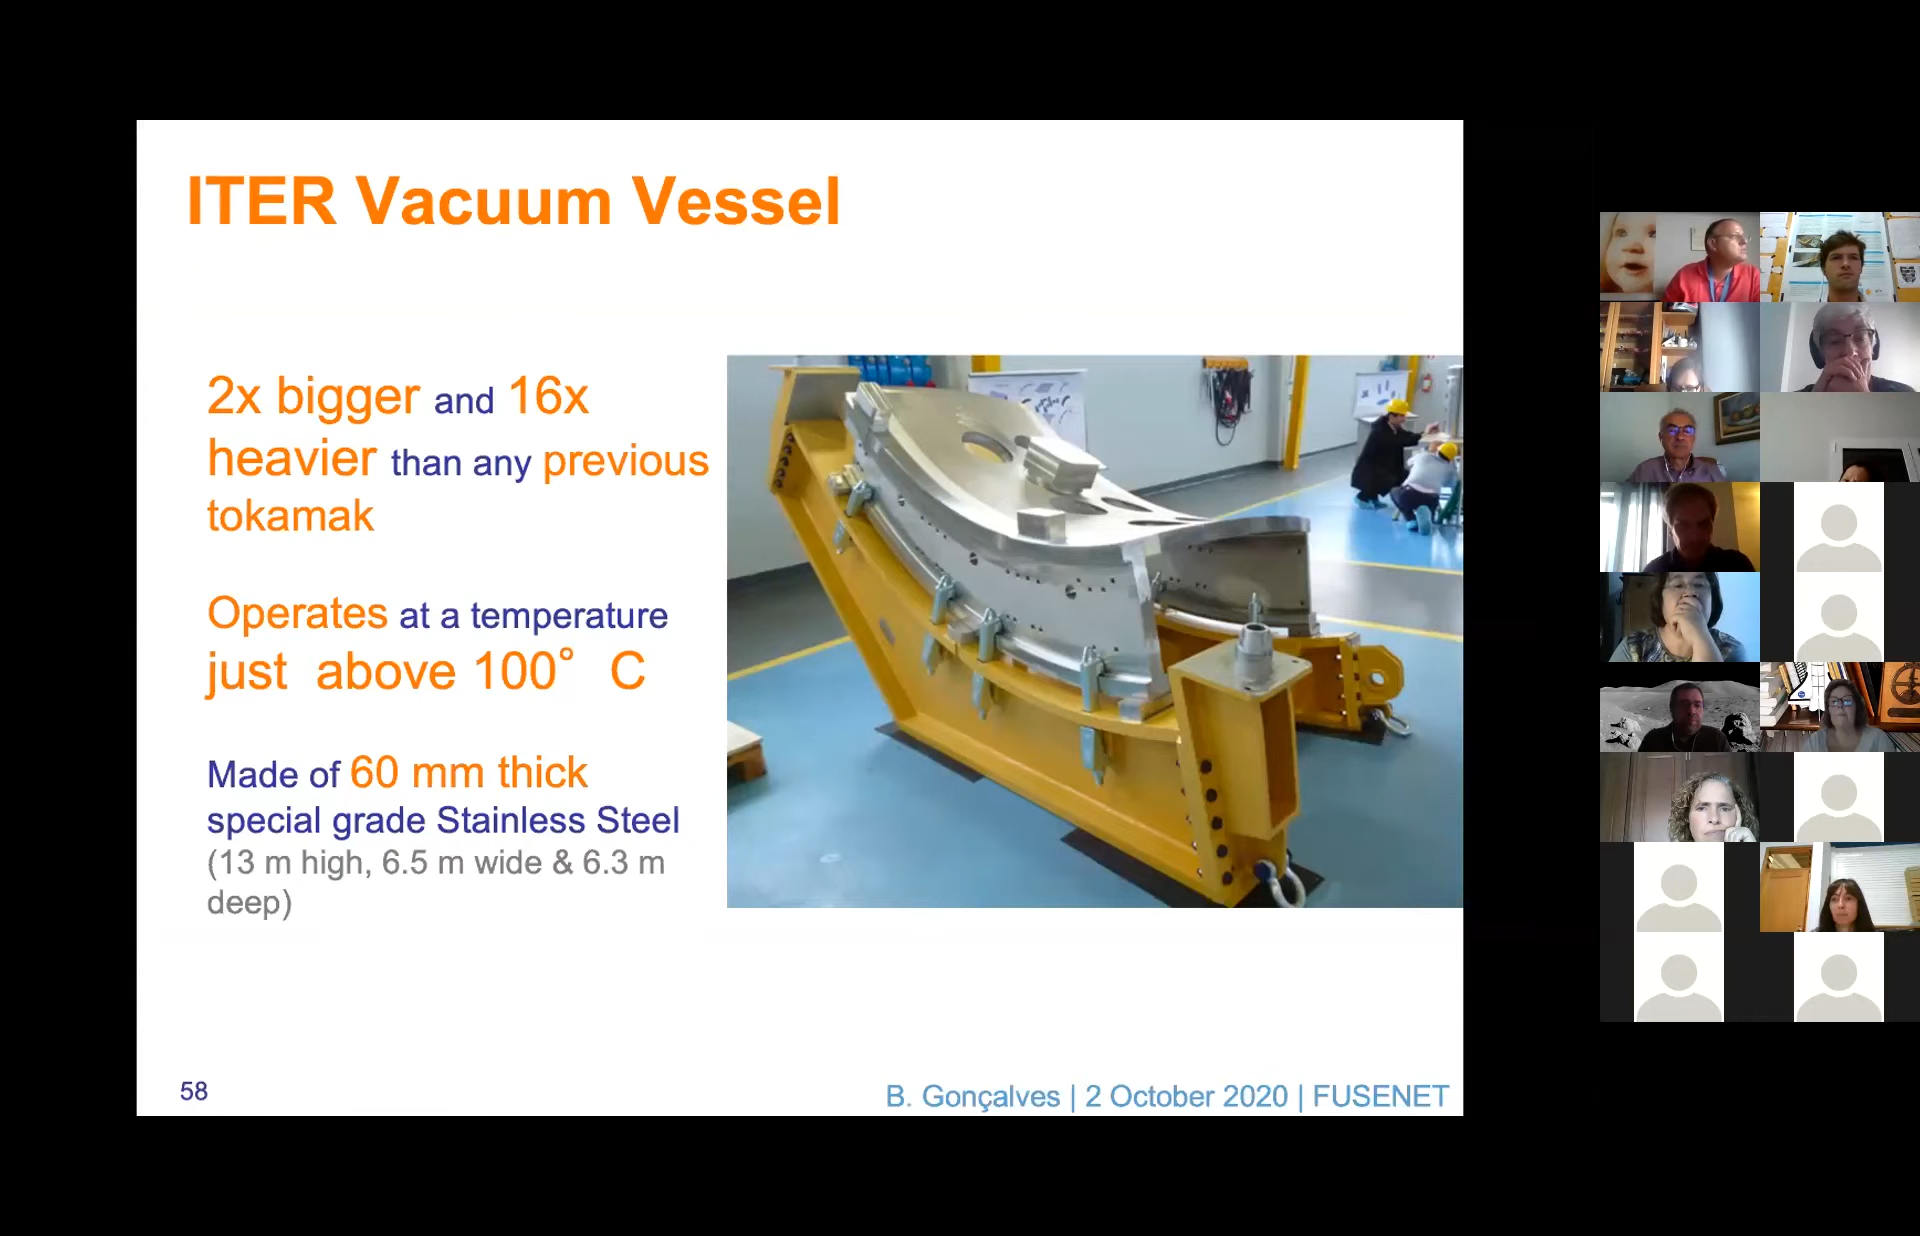 ITER Vacuum Vessel
2x bigger and 16x
heavier than any previous
tokamak
Operates at a temperature
just above 100° C
Made of 60 mm thick
special grade Stainless Steel
(13 m high, 6.5 m wide & 6.3 m
deep)
58
B. Gonçalves | 2 October 2020 | FUSENET